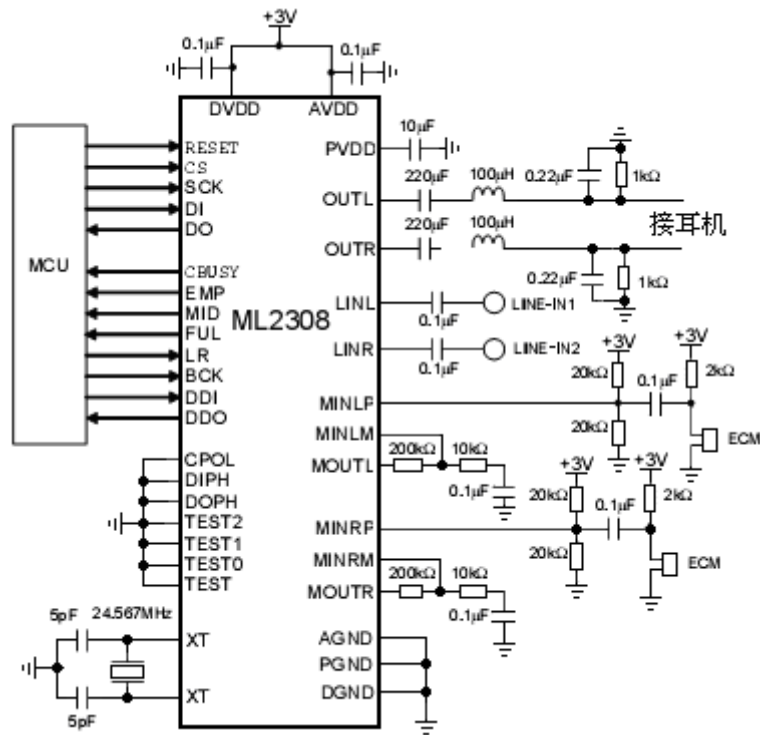 +3V
0.1μF
0.1μF
DVDD
AVDD
MCU
RESET
CS
SCK
DI
DO
CBUSY
EMP
MID
FUL
LR
BCK
DDI
DDO
CPOL
DIPH
DOPH
TEST2
TEST1
TEST0
TEST
5pF
24.567MHz
XT
XT
5pF
ML2308
PVDD
10μF
OUTL
220μF
100μH
0.22μF
1kΩ
OUTR
220μF
100μH
接耳机
0.22μF
1kΩ
LINL
0.1μF
LINE-IN1
LINR
0.1μF
LINE-IN2
MINLP
+3V
20kΩ
20kΩ
0.1μF
+3V
2kΩ
ECM
MINLM
MOUTL
200kΩ
10kΩ
0.1μF
MINRP
+3V
20kΩ
20kΩ
0.1μF
+3V
2kΩ
ECM
MINRM
MOUTR
200kΩ
10kΩ
0.1μF
AGND
PGND
DGND